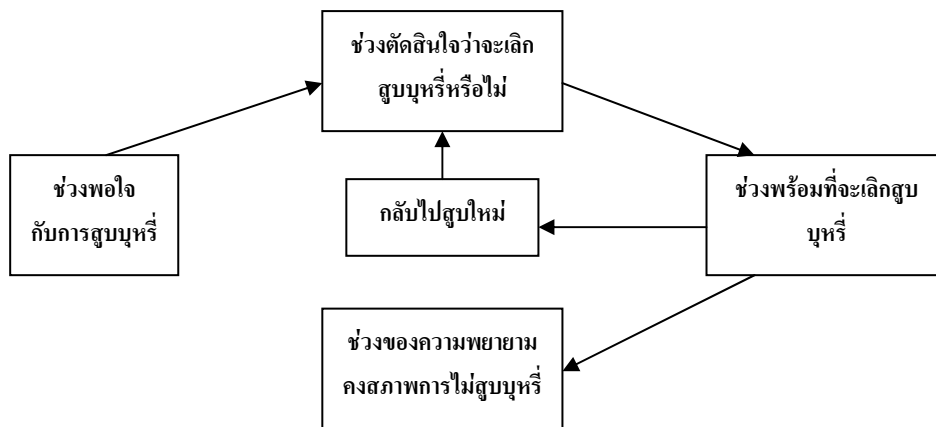 ช่วงตัดสินใจว่าจะเลิก
สูบบุหรี่หรือไม่
ช่วงพอใจ
กับการสูบบุหรี่
กลับไปสูบใหม่
ช่วงพร้อมที่จะเลิกสูบ
บุหรี่
ช่วงของความพยายาม
คงสภาพการไม่สูบบุหรี่